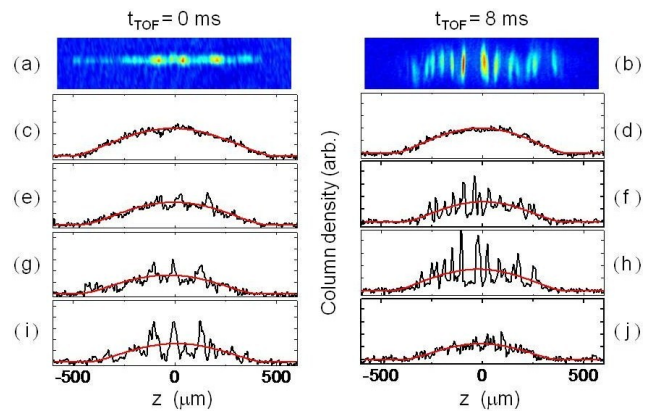 t_TOF = 0 ms
t_TOF = 8 ms
(a)
(b)
(c)
(d)
(e)
(f)
(g)
(h)
(i)
(j)
Column density (arb.)
-500 0 500
-500 0 500
z (μm)
z (μm)